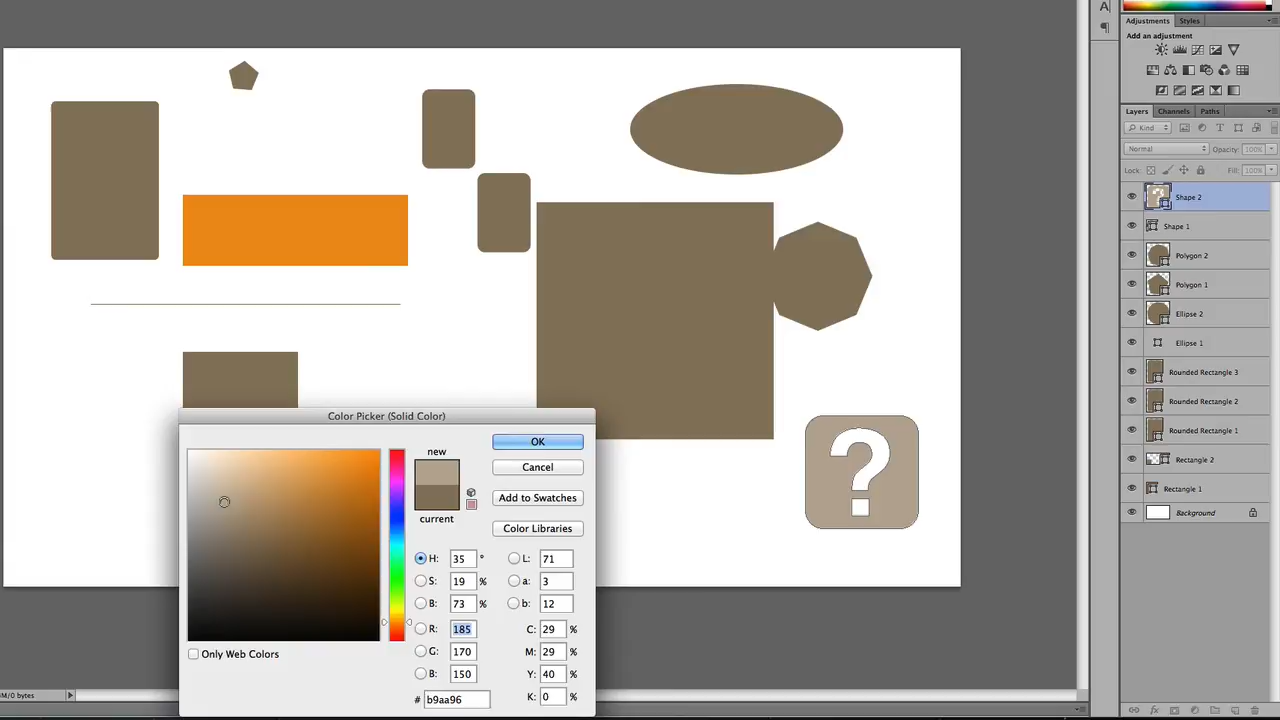 A|
Adjustments Styles
Add an adjustment
Layers Channels Paths
Kind
Normal Opacity: 100%
Lock: Fill: 100%
Shape 2
Shape 1
Polygon 2
Polygon 1
Ellipse 2
Ellipse 1
Rounded Rectangle 3
Rounded Rectangle 2
Rounded Rectangle 1
Rectangle 2
Rectangle 1
Background
?
Color Picker (Solid Color)
new
current
OK
Cancel
Add to Swatches
Color Libraries
H: 35 ° L: 71
S: 19 % a: 3
B: 73 % b: 12
R: 185 C: 29 %
G: 170 M: 29 %
B: 150 Y: 40 %
# b9aa96 K: 0 %
Only Web Colors
M/0 bytes